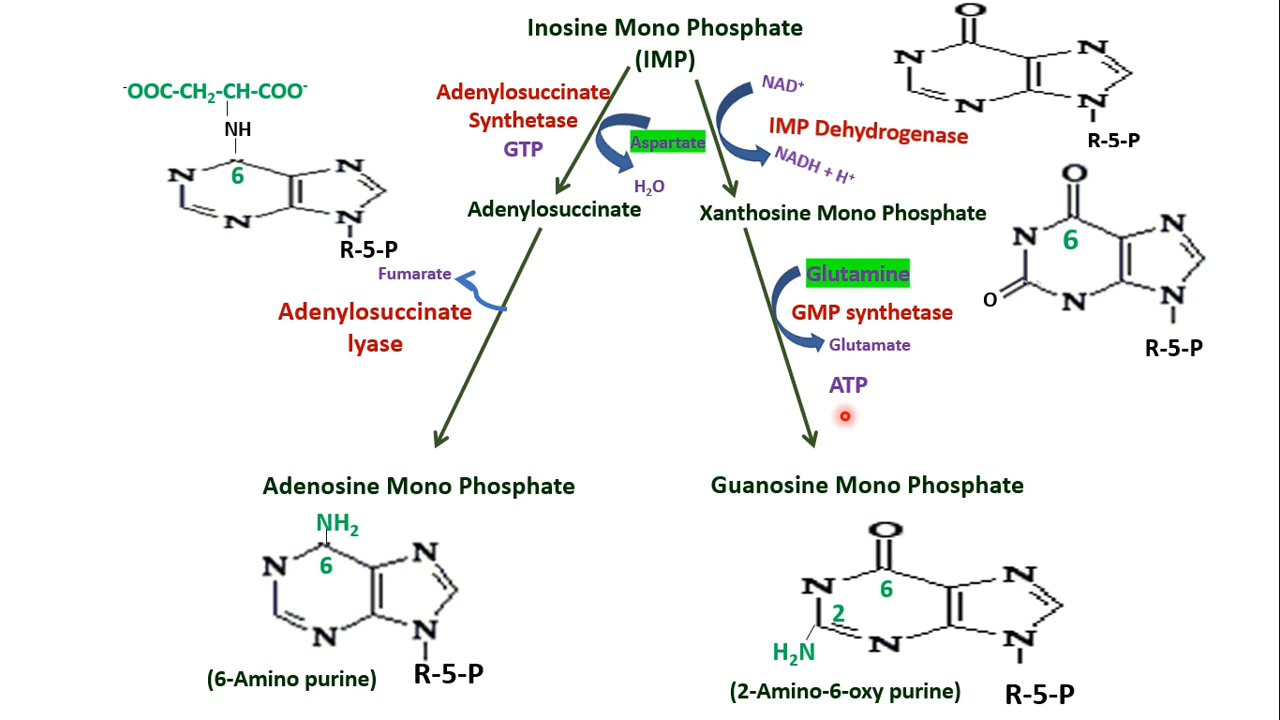 Inosine Mono Phosphate
(IMP)
O
N
N
N
N
R-5-P
⁻OOC-CH₂-CH-COO⁻
NH
6
N
N
N
N
R-5-P
Adenylosuccinate
Synthetase
GTP
Aspartate
H₂O
NAD⁺
IMP Dehydrogenase
NADH + H⁺
Adenylosuccinate
Xanthosine Mono Phosphate
O
6
N
N
O
N
N
R-5-P
Fumarate
Adenylosuccinate
lyase
Glutamine
GMP synthetase
Glutamate
ATP
Adenosine Mono Phosphate
NH₂
6
N
N
N
N
R-5-P
(6-Amino purine)
Guanosine Mono Phosphate
O
6
N
N
2
H₂N
N
N
R-5-P
(2-Amino-6-oxy purine)